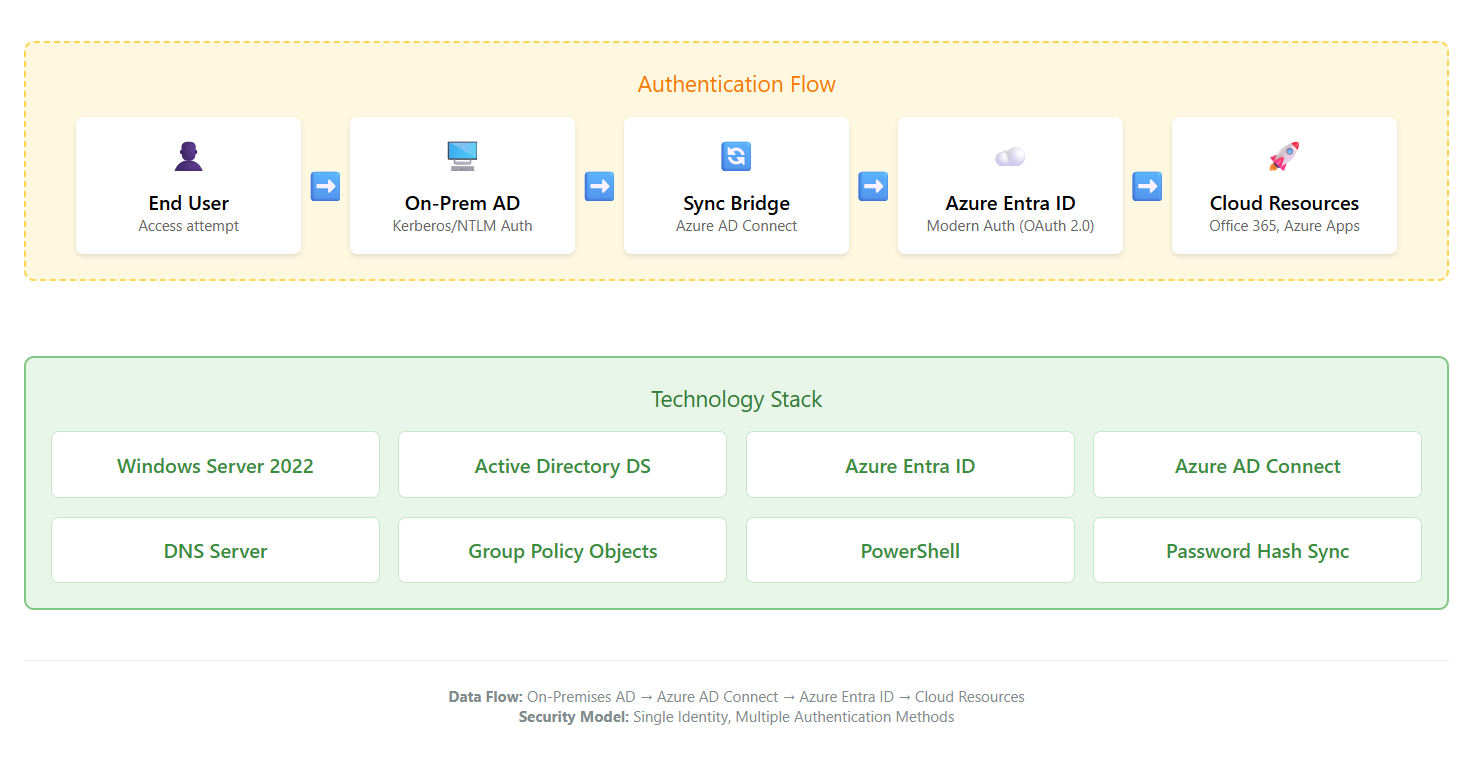 Authentication Flow
End User
Access attempt
On-Prem AD
Kerberos/NTLM Auth
Sync Bridge
Azure AD Connect
Azure Entra ID
Modern Auth (OAuth 2.0)
Cloud Resources
Office 365, Azure Apps
Technology Stack
Windows Server 2022
Active Directory DS
Azure Entra ID
Azure AD Connect
DNS Server
Group Policy Objects
PowerShell
Password Hash Sync
Data Flow: On-Premises AD → Azure AD Connect → Azure Entra ID → Cloud Resources
Security Model: Single Identity, Multiple Authentication Methods